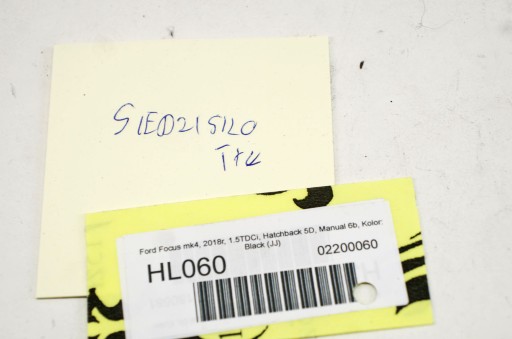 SIEDZISKO
TYŁ
Ford Focus mk4, 2018r, 1.5TDCi, Hatchback 5D, Manual 6b, Kolor:
Black (JJ)
HL060
02200060